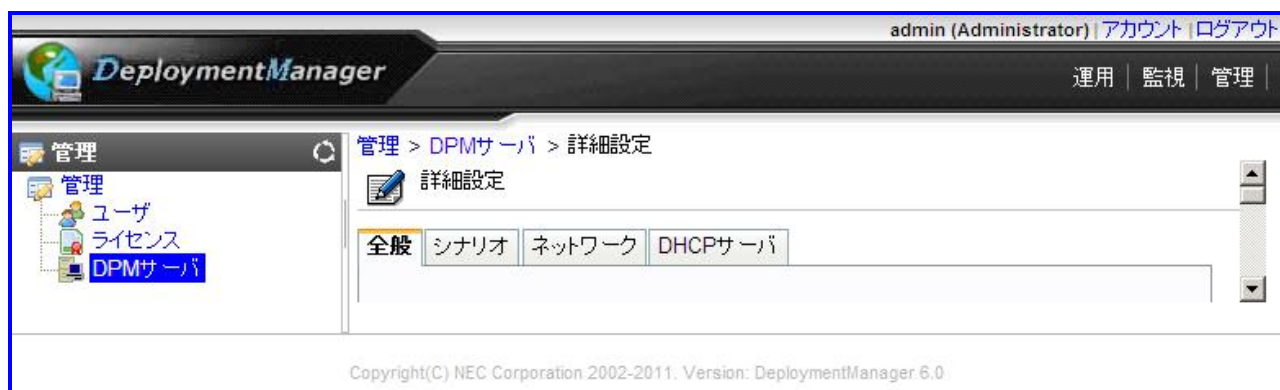 admin (Administrator) | アカウント | ログアウト
DeploymentManager
運用 | 監視 | 管理 |
管理
管理
ユーザ
ライセンス
DPMサーバ
管理 > DPMサーバ > 詳細設定
詳細設定
全般 シナリオ ネットワーク DHCPサーバ
Copyright(C) NEC Corporation 2002-2011. Version: DeploymentManager 6.0